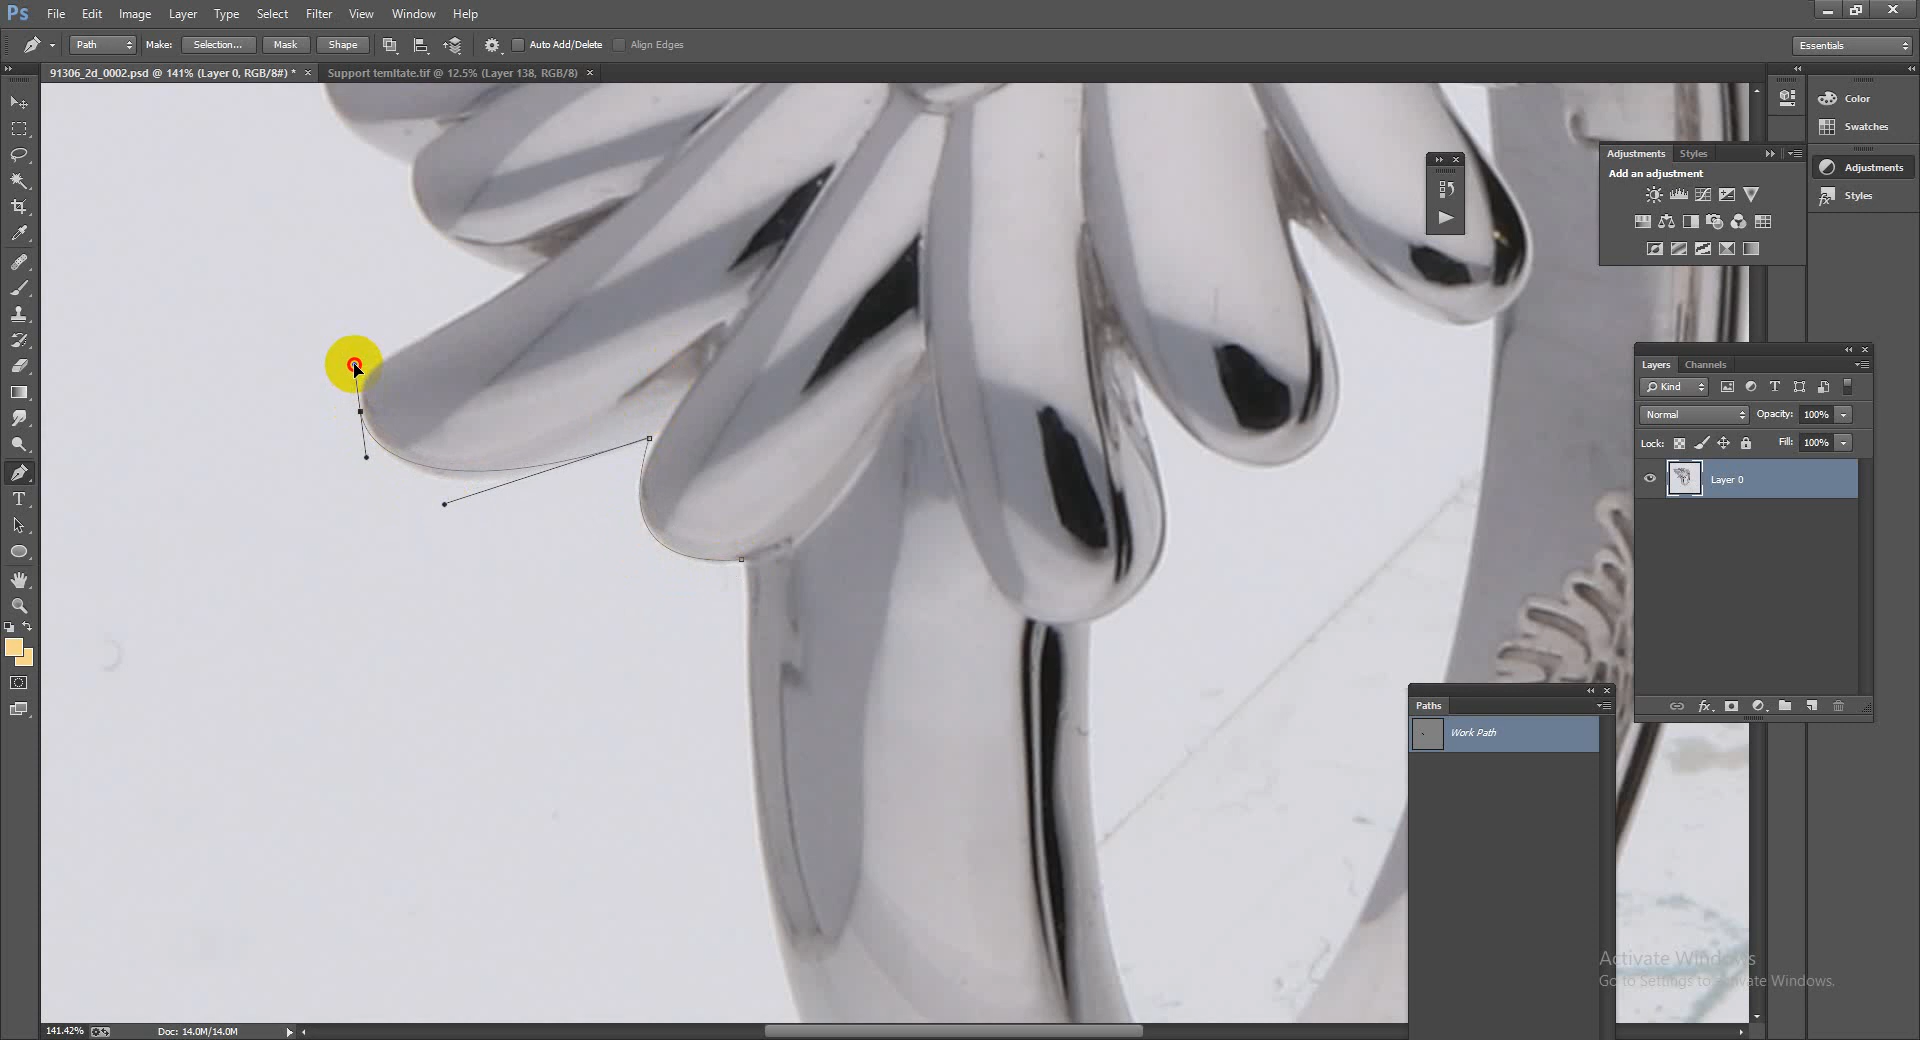 Ps File Edit Image Layer Type Select Filter View Window Help
Path Make: Selection... Mask Shape Auto Add/Delete Align Edges Essentials
91306_2d_0002.psd @ 141% (Layer 0, RGB/8#) * × Support temltate.tif @ 12.5% (Layer 138, RGB/8) ×
Color
Swatches
Adjustments
Styles
Adjustments Styles
Add an adjustment
Layers Channels
Kind
Normal Opacity: 100%
Lock: Fill: 100%
Layer 0
fx
Paths
Work Path
Activate Windows
Go to Settings to activate Windows.
141.42% Doc: 14.0M/14.0M